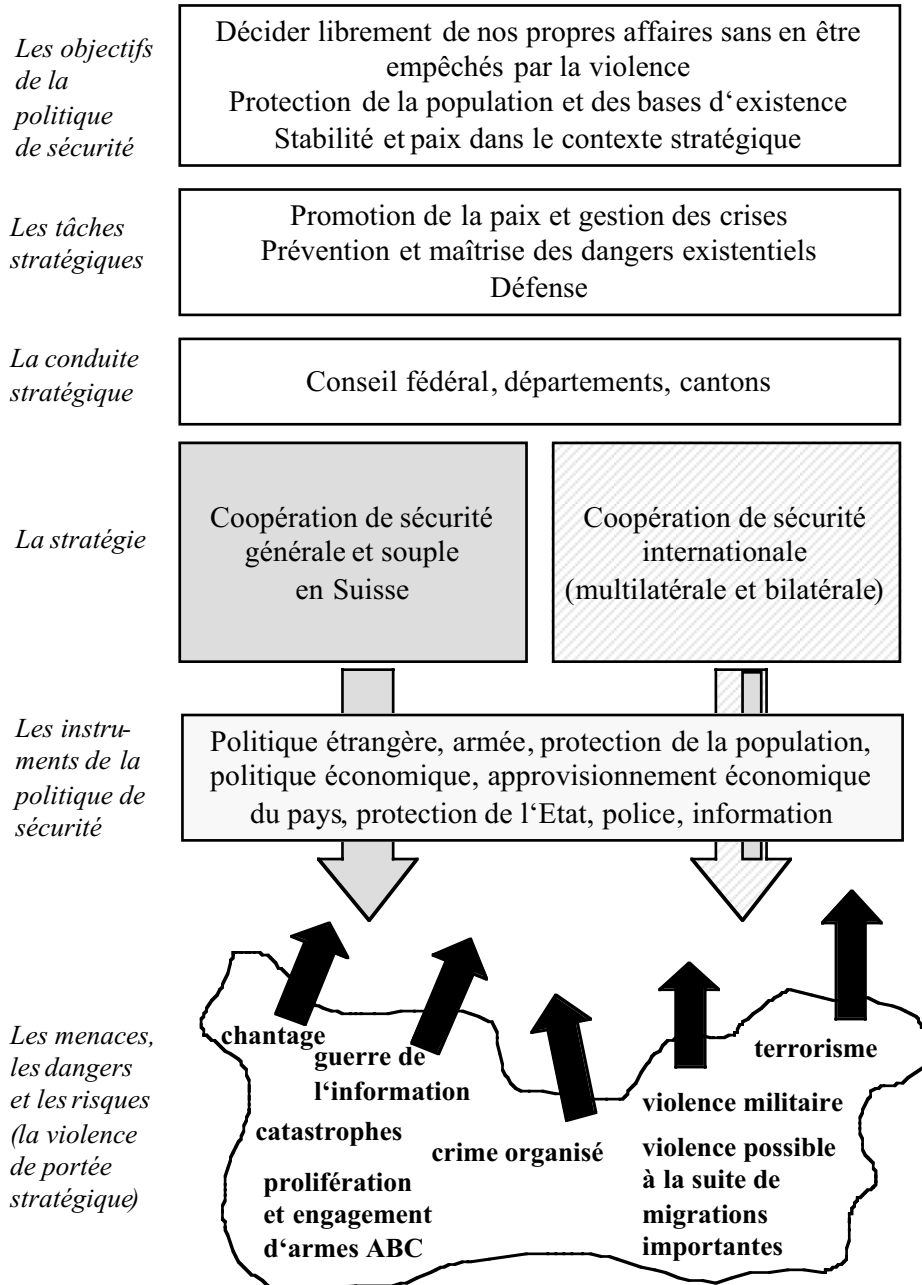 Les objectifs
de la
politique
de sécurité
Décider librement de nos propres affaires sans en être
empêchés par la violence
Protection de la population et des bases d‘existence
Stabilité et paix dans le contexte stratégique
Les tâches
stratégiques
Promotion de la paix et gestion des crises
Prévention et maîtrise des dangers existentiels
Défense
La conduite
stratégique
Conseil fédéral, départements, cantons
La stratégie
Coopération de sécurité
générale et souple
en Suisse
Coopération de sécurité
internationale
(multilatérale et bilatérale)
Les instru-
ments de la
politique de
sécurité
Politique étrangère, armée, protection de la population,
politique économique, approvisionnement économique
du pays, protection de l‘Etat, police, information
Les menaces,
les dangers
et les risques
(la violence
de portée
stratégique)
chantage
guerre de
l‘information
catastrophes
prolifération
et engagement
d‘armes ABC
crime organisé
terrorisme
violence militaire
violence possible
à la suite de
migrations
importantes